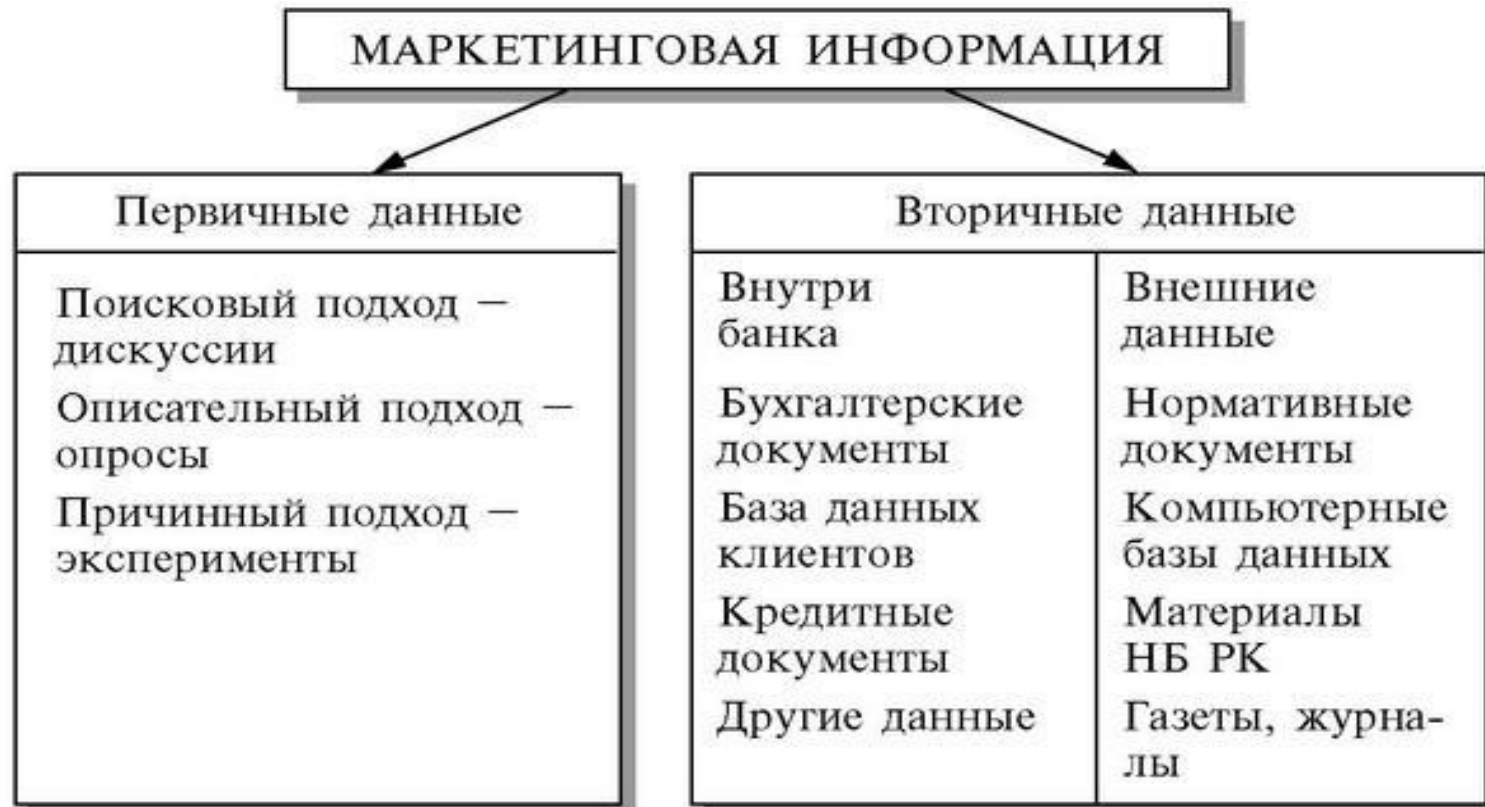 МАРКЕТИНГОВАЯ ИНФОРМАЦИЯ
Первичные данные
Поисковый подход —
дискуссии
Описательный подход —
опросы
Причинный подход —
эксперименты
Вторичные данные
Внутри
банка
Бухгалтерские
документы
База данных
клиентов
Кредитные
документы
Другие данные
Внешние
данные
Нормативные
документы
Компьютерные
базы данных
Материалы
НБ РК
Газеты, журна-
лы